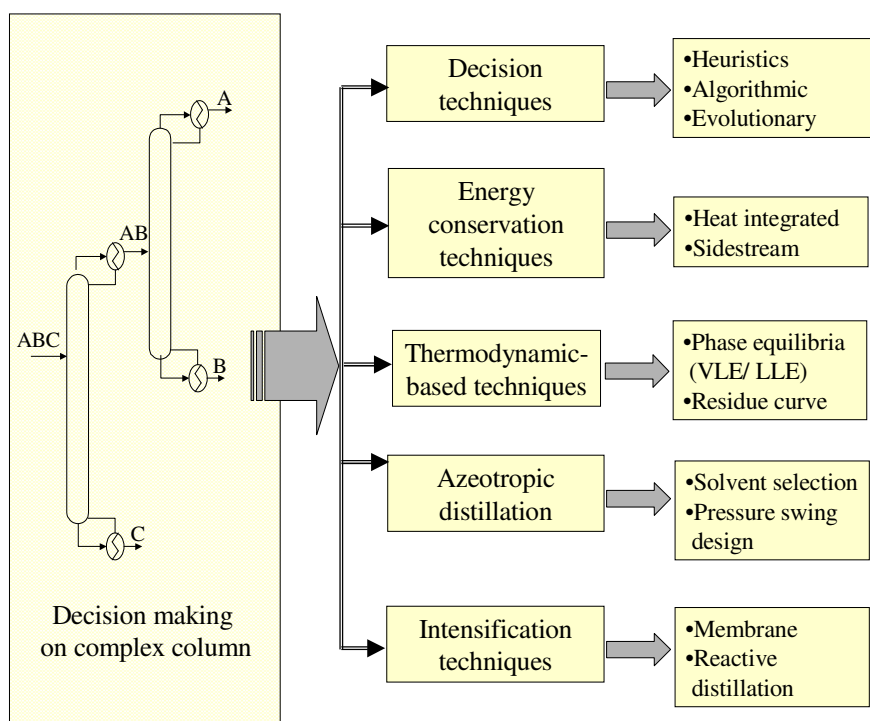 A
AB
ABC
B
C
Decision making
on complex column
Decision
techniques
•Heuristics
•Algorithmic
•Evolutionary
Energy
conservation
techniques
•Heat integrated
•Sidestream
Thermodynamic-
based techniques
•Phase equilibria
(VLE/ LLE)
•Residue curve
Azeotropic
distillation
•Solvent selection
•Pressure swing
design
Intensification
techniques
•Membrane
•Reactive
distillation